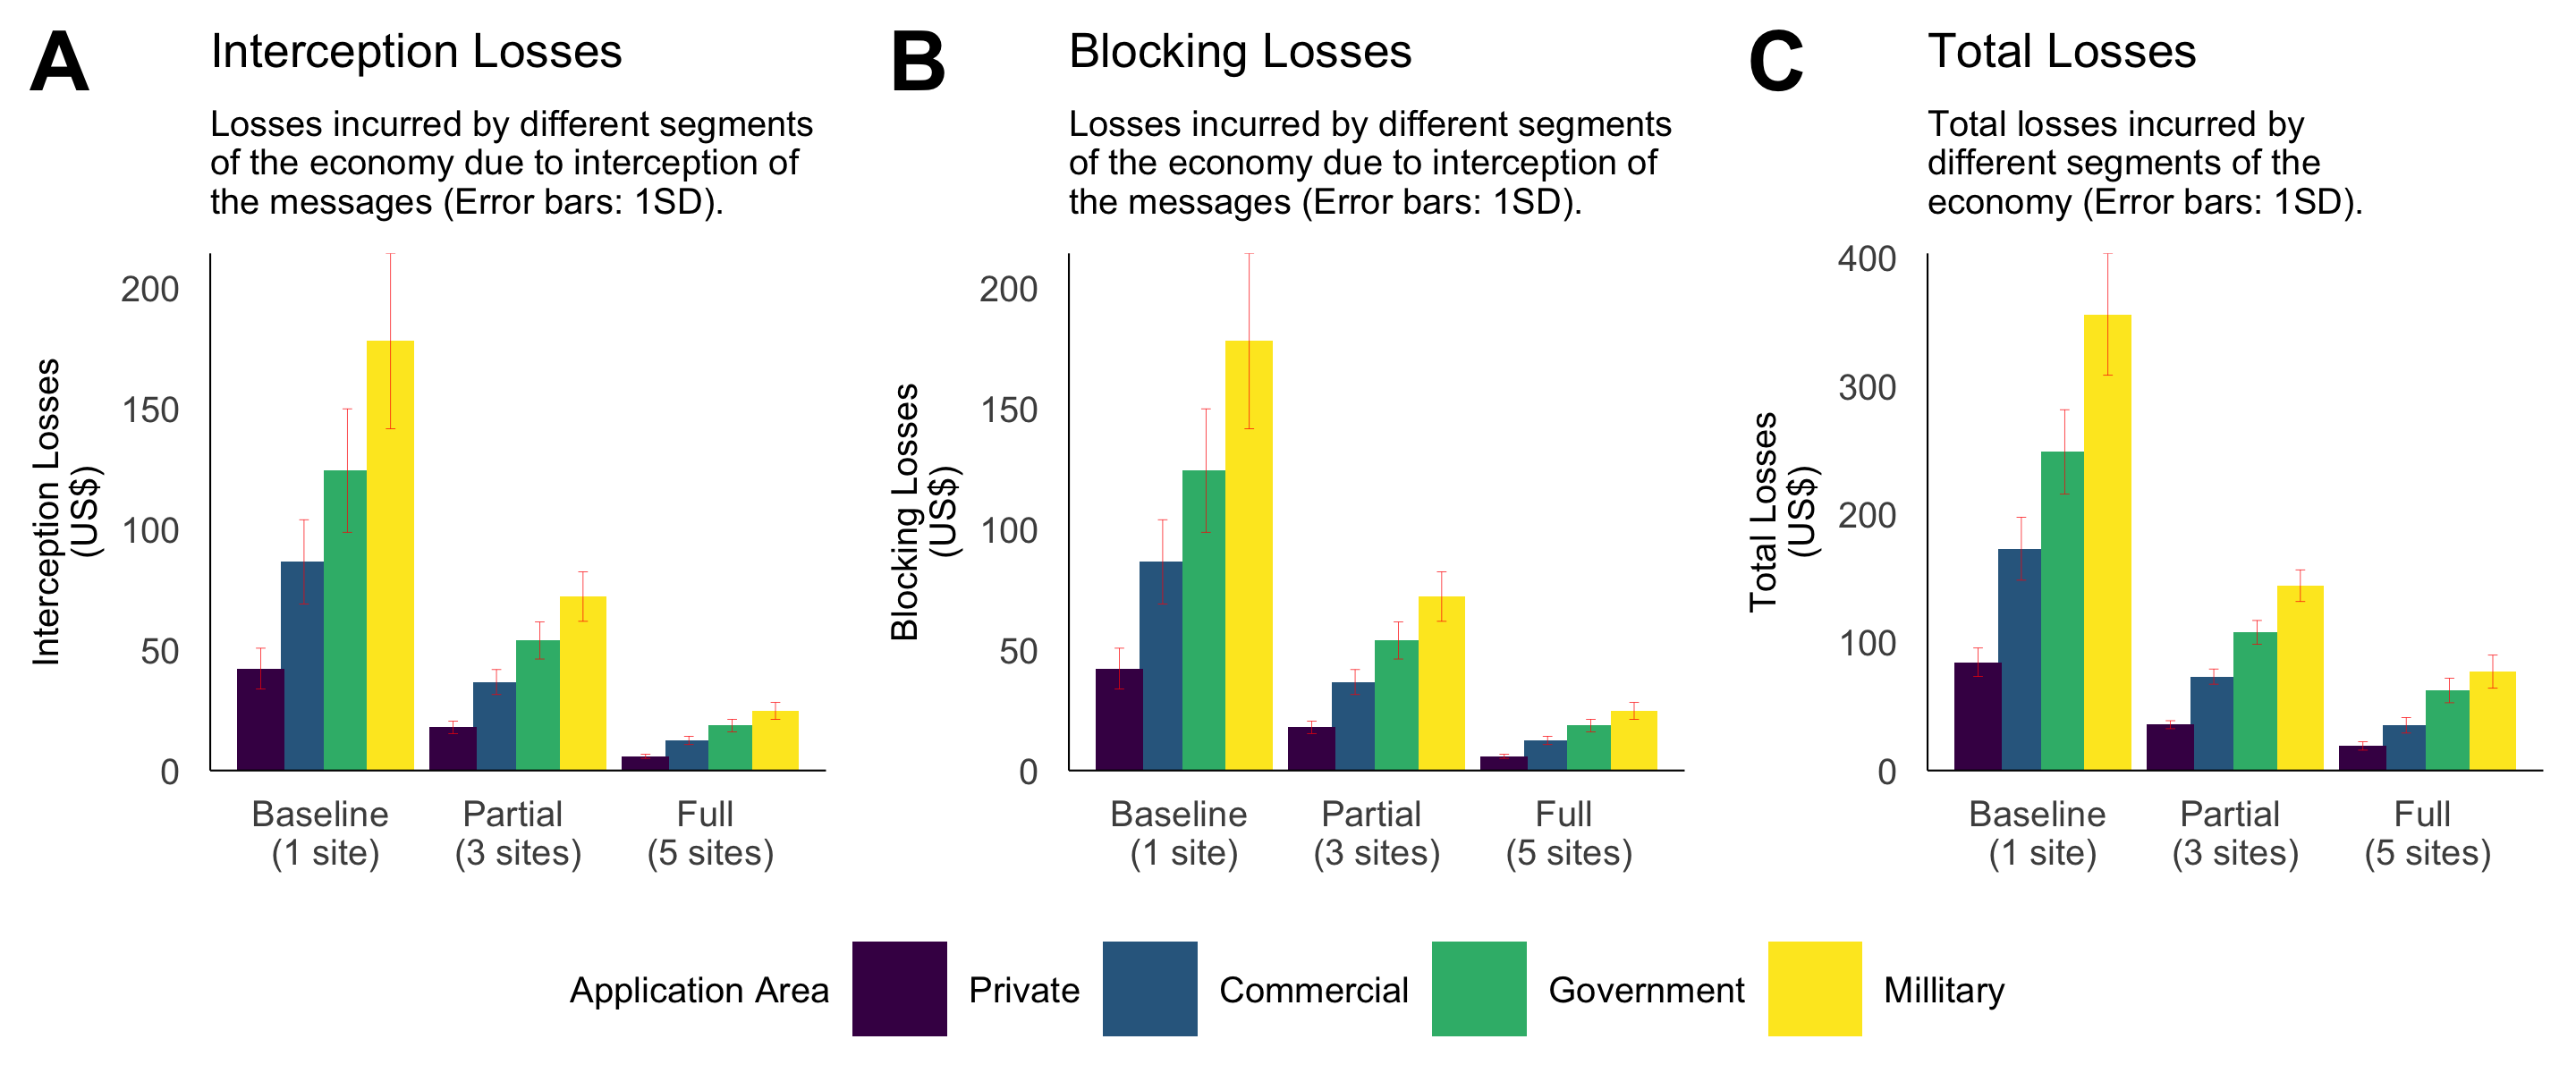 A
Interception Losses
Losses incurred by different segments
of the economy due to interception of
the messages (Error bars: 1SD).
Interception Losses
(US$)
200
150
100
50
0
Baseline
(1 site)
Partial
(3 sites)
Full
(5 sites)
B
Blocking Losses
Losses incurred by different segments
of the economy due to interception of
the messages (Error bars: 1SD).
Blocking Losses
(US$)
200
150
100
50
0
Baseline
(1 site)
Partial
(3 sites)
Full
(5 sites)
C
Total Losses
Total losses incurred by
different segments of the
economy (Error bars: 1SD).
Total Losses
(US$)
400
300
200
100
0
Baseline
(1 site)
Partial
(3 sites)
Full
(5 sites)
Application Area Private Commercial Government Millitary